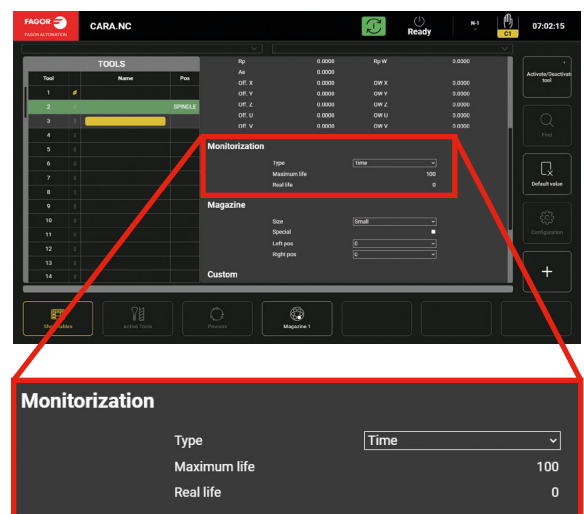 FAGOR
FAGOR AUTOMATION
CARA.NC
Ready
N-1
C1
07:02:15
TOOLS
Tool Name Pos
1
2 SPINDLE
3
4
5
6
7
8
9
10
11
12
13
14
Rp 0.0000 Rp W 0.0000
Ae 0.0000
Off. X 0.0000 OW X 0.0000
Off. Y 0.0000 OW Y 0.0000
Off. Z 0.0000 OW Z 0.0000
Off. U 0.0000 OW U 0.0000
Off. V 0.0000 OW V 0.0000
Monitorization
Type Time
Maximum life 100
Real life 0
Magazine
Size Small
Special
Left pos 0
Right pos 0
Custom
Activate/Deactivate
tool
Find
Default value
Configuration
+
Active Tools
Process
Magazine 1
Monitorization
Type Time
Maximum life 100
Real life 0